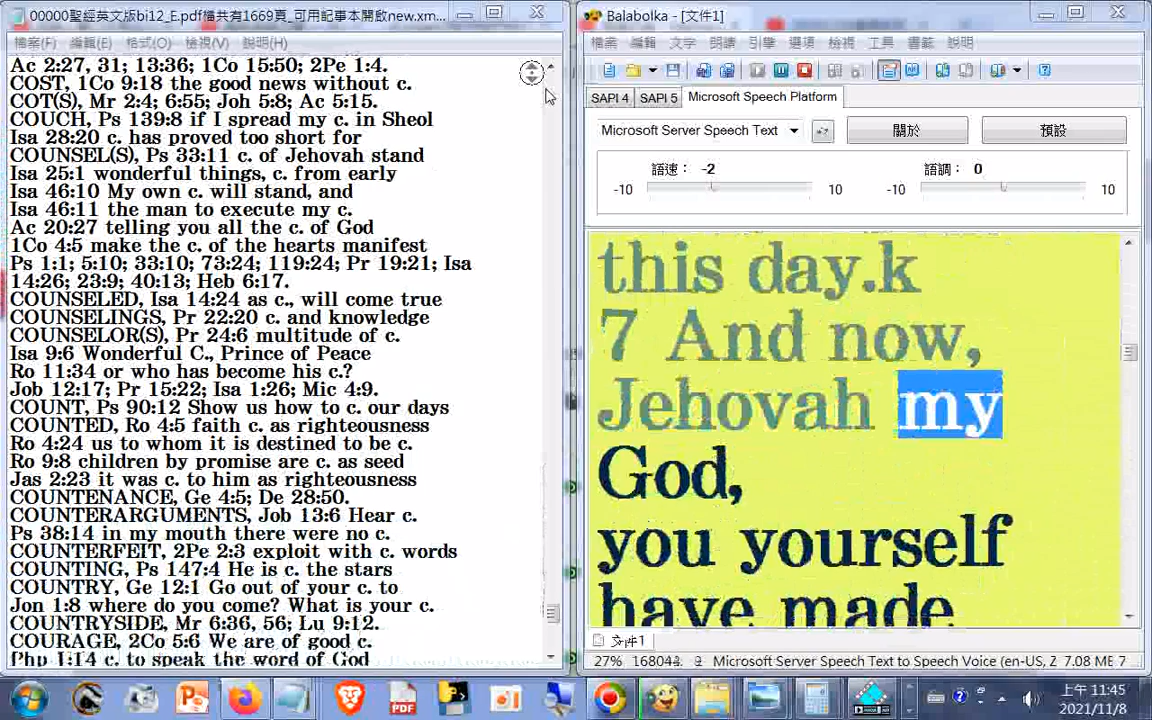 00000聖經英文版bi12_E.pdf檔共有1669頁_可用記事本開啟new.xm...
檔案(F) 編輯(E) 格式(O) 檢視(V) 說明(H)
Ac 2:27, 31; 13:36; 1Co 15:50; 2Pe 1:4.
COST, 1Co 9:18 the good news without c.
COT(S), Mr 2:4; 6:55; Joh 5:8; Ac 5:15.
COUCH, Ps 139:8 if I spread my c. in Sheol
Isa 28:20 c. has proved too short for
COUNSEL(S), Ps 33:11 c. of Jehovah stand
Isa 25:1 wonderful things, c. from early
Isa 46:10 My own c. will stand, and
Isa 46:11 the man to execute my c.
Ac 20:27 telling you all the c. of God
1Co 4:5 make the c. of the hearts manifest
Ps 1:1; 5:10; 33:10; 73:24; 119:24; Pr 19:21; Isa
14:26; 23:9; 40:13; Heb 6:17.
COUNSELED, Isa 14:24 as c., will come true
COUNSELINGS, Pr 22:20 c. and knowledge
COUNSELOR(S), Pr 24:6 multitude of c.
Isa 9:6 Wonderful C., Prince of Peace
Ro 11:34 or who has become his c.?
Job 12:17; Pr 15:22; Isa 1:26; Mic 4:9.
COUNT, Ps 90:12 Show us how to c. our days
COUNTED, Ro 4:5 faith c. as righteousness
Ro 4:24 us to whom it is destined to be c.
Ro 9:8 children by promise are c. as seed
Jas 2:23 it was c. to him as righteousness
COUNTENANCE, Ge 4:5; De 28:50.
COUNTERARGUMENTS, Job 13:6 Hear c.
Ps 38:14 in my mouth there were no c.
COUNTERFEIT, 2Pe 2:3 exploit with c. words
COUNTING, Ps 147:4 He is c. the stars
COUNTRY, Ge 12:1 Go out of your c. to
Jon 1:8 where do you come? What is your c.
COUNTRYSIDE, Mr 6:36, 56; Lu 9:12.
COURAGE, 2Co 5:6 We are of good c.
Php 1:14 c. to speak the word of God
Balabolka - [文件1]
檔案 編輯 文字 朗讀 引擎 選項 檢視 工具 書籤 說明
SAPI 4 SAPI 5 Microsoft Speech Platform
Microsoft Server Speech Text 關於 預設
語速： -2 語調： 0
-10 10 -10 10
this day.k
7 And now,
Jehovah my
God,
you yourself
have made
文件1
27% Microsoft Server Speech Text to Speech Voice (en-US, Z 7.08 ME 7
PDF
上午 11:45
2021/11/8